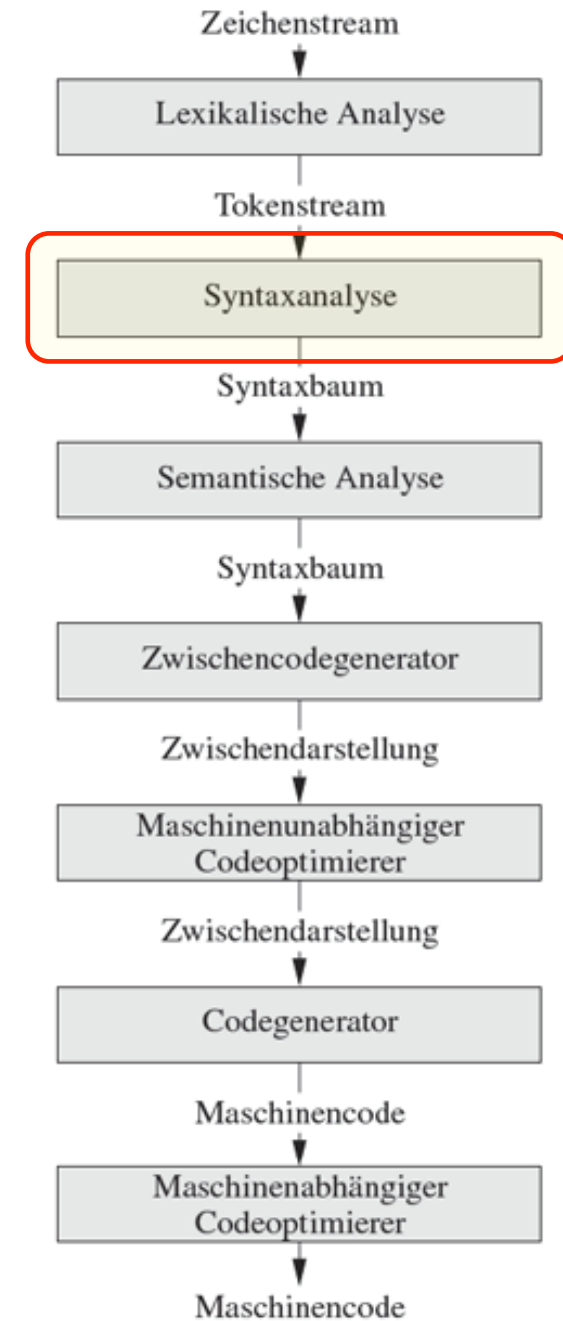 Zeichenstream
Lexikalische Analyse
Tokenstream
Syntaxanalyse
Syntaxbaum
Semantische Analyse
Syntaxbaum
Zwischencodegenerator
Zwischendarstellung
Maschinenunabhängiger
Codeoptimierer
Zwischendarstellung
Codegenerator
Maschinencode
Maschinenabhängiger
Codeoptimierer
Maschinencode